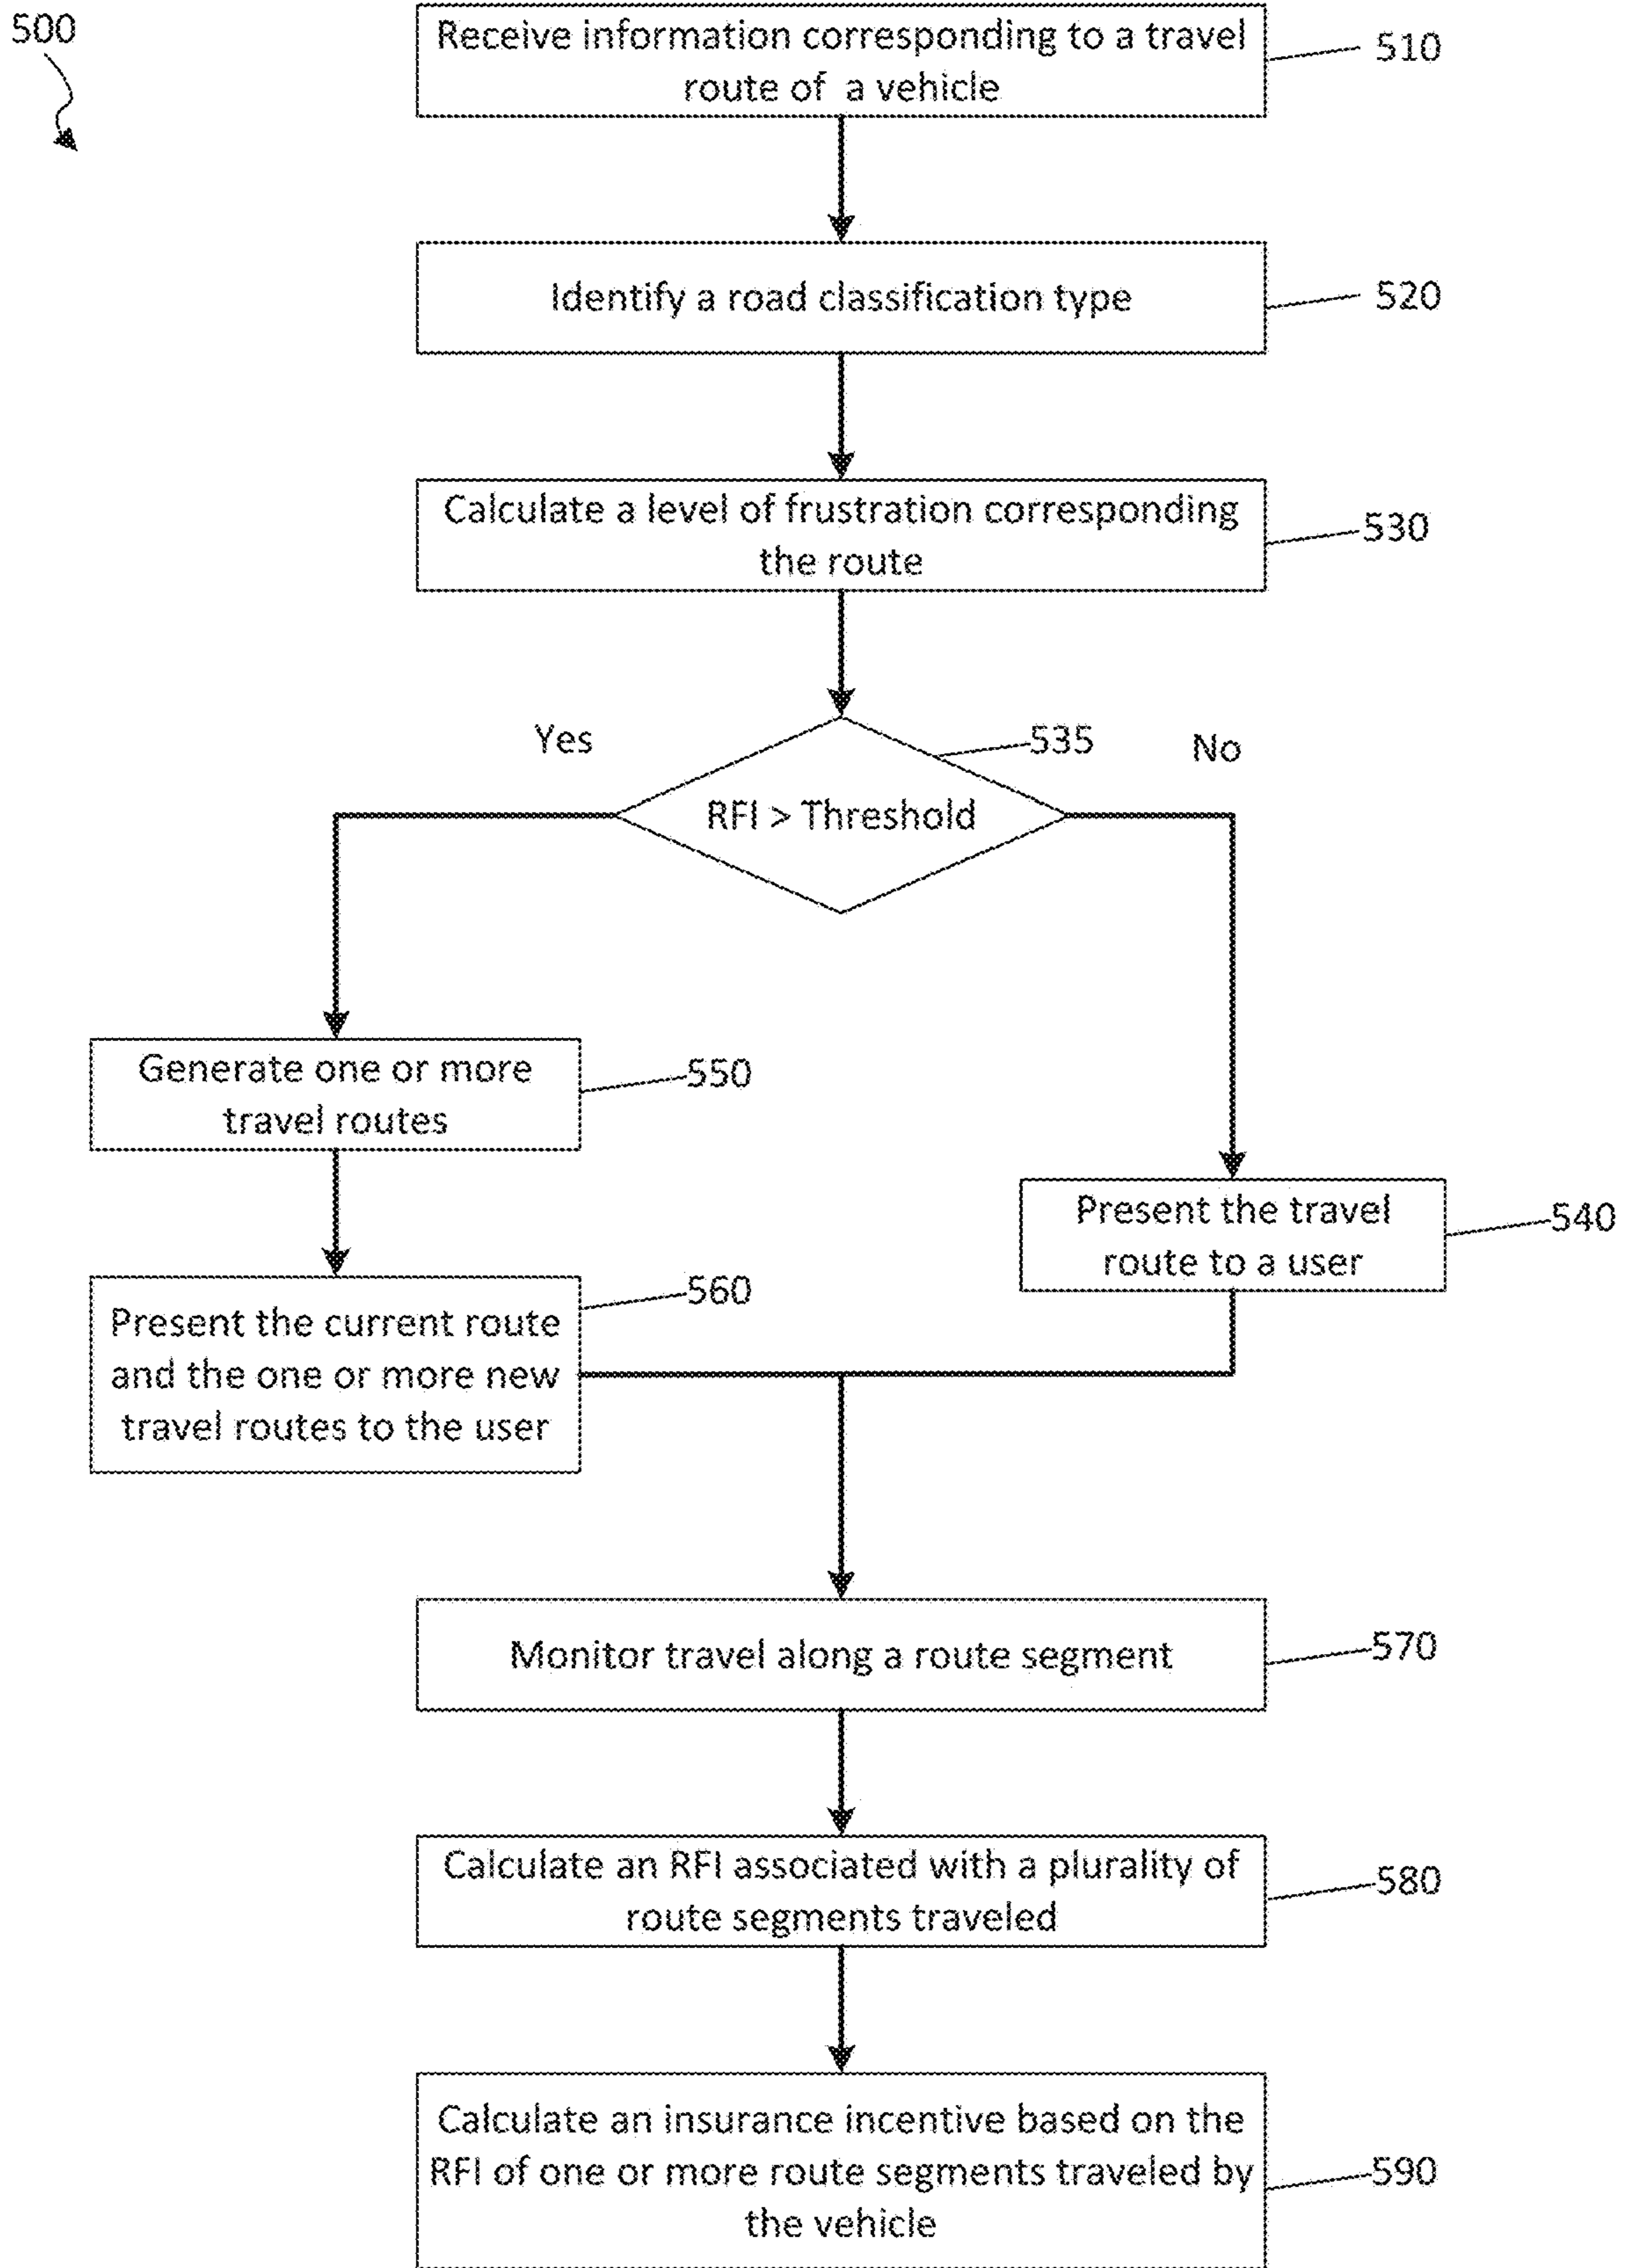 500
Receive information corresponding to a travel
route of a vehicle
510
Identify a road classification type
520
Calculate a level of frustration corresponding
the route
530
Yes
535
No
RFI > Threshold
Generate one or more
travel routes
550
Present the travel
route to a user
540
560
Present the current route
and the one or more new
travel routes to the user
Monitor travel along a route segment
570
Calculate an RFI associated with a plurality of
route segments traveled
580
Calculate an insurance incentive based on the
RFI of one or more route segments traveled by
the vehicle
590